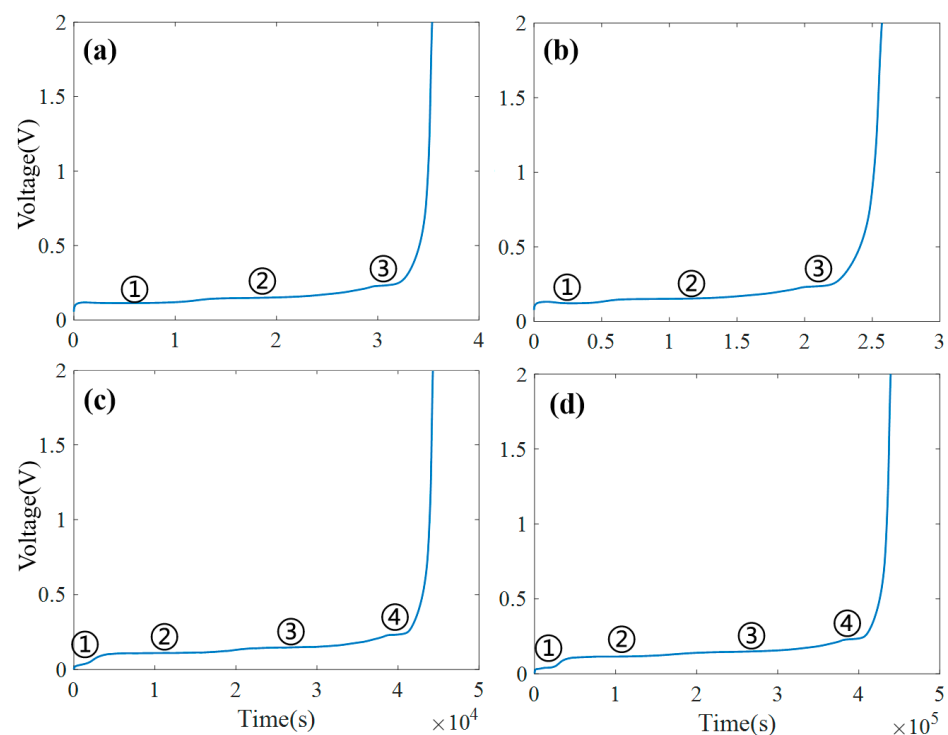 (a)
Voltage(V)
2
1.5
1
0.5
0
① ② ③
0 1 2 3 4
(b)
2
1.5
1
0.5
0
① ② ③
0 0.5 1 1.5 2 2.5 3
(c)
Voltage(V)
2
1.5
1
0.5
0
① ② ③ ④
0 1 2 3 4 5
Time(s) ×10⁴
(d)
2
1.5
1
0.5
0
① ② ③ ④
0 1 2 3 4 5
Time(s) ×10⁵